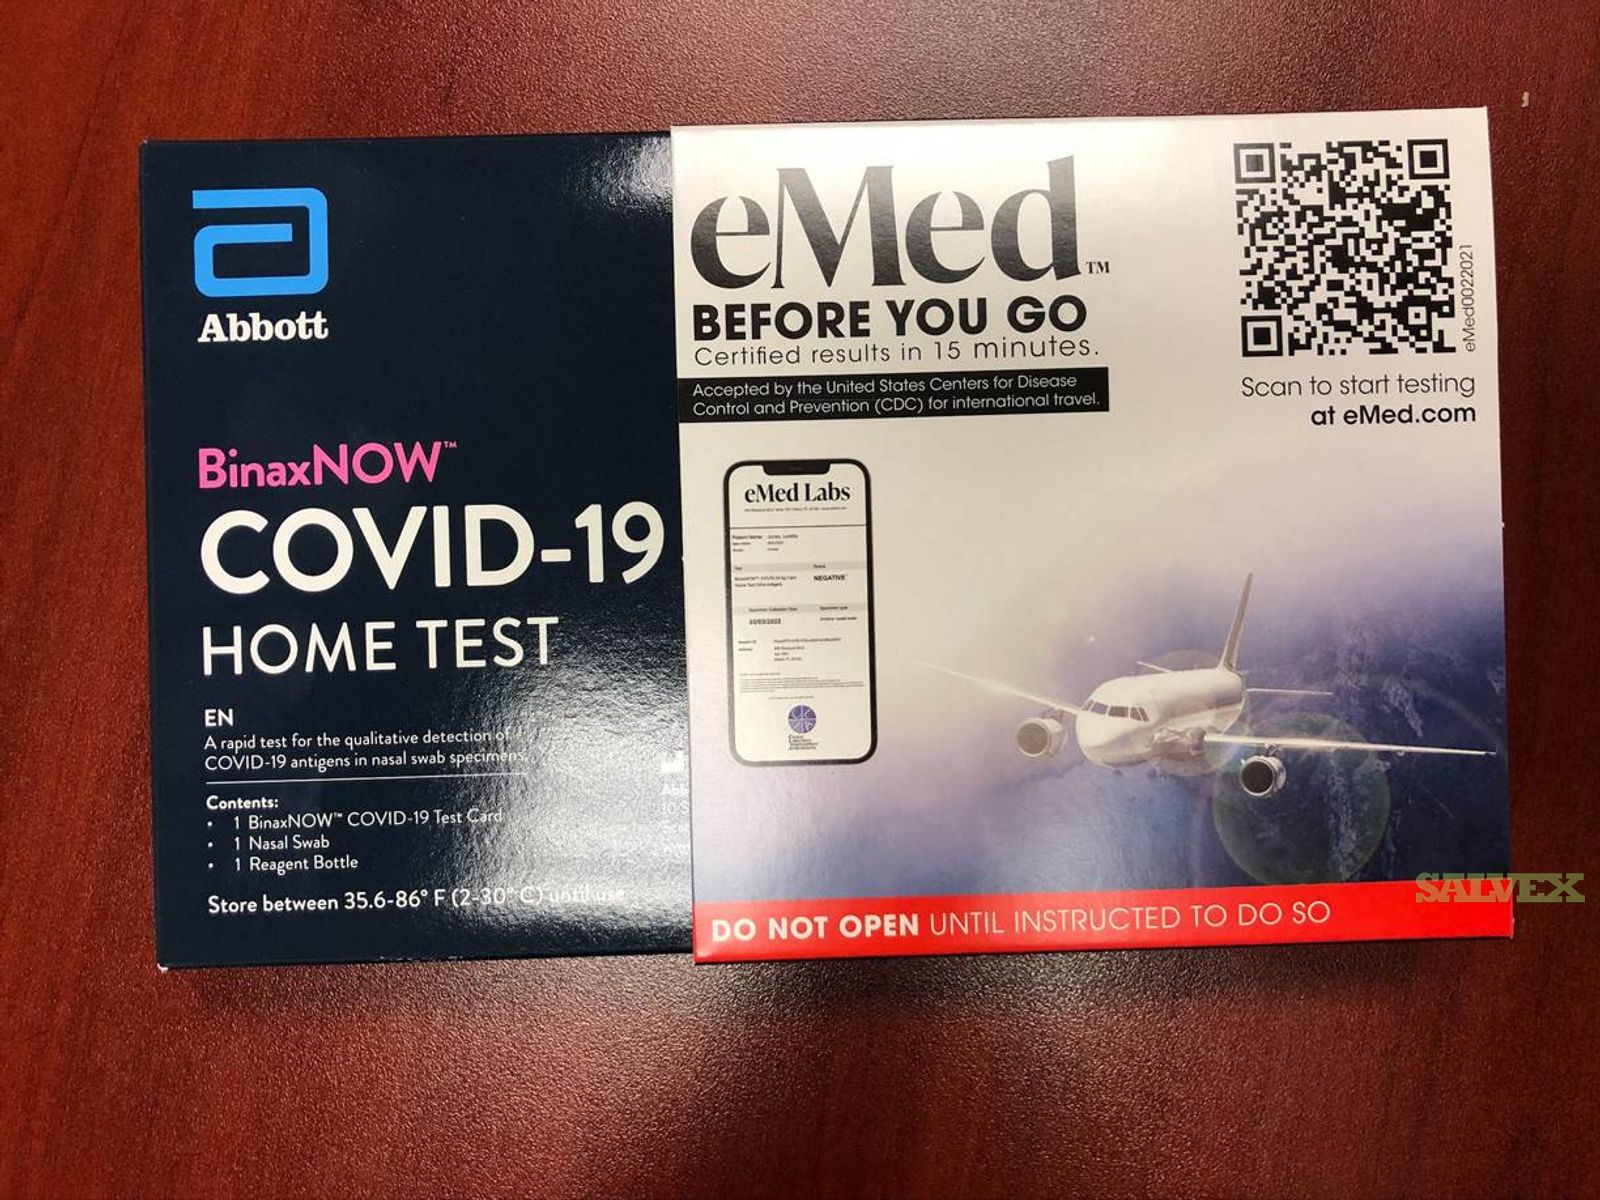 Abbott
BinaxNOW™
COVID-19
HOME TEST
EN
A rapid test for the qualitative detection of
COVID-19 antigens in nasal swab specimens.
Contents:
• 1 BinaxNOW™ COVID-19 Test Card
• 1 Nasal Swab
• 1 Reagent Bottle
Store between 35.6-86° F (2-30° C) until use
eMed™
BEFORE YOU GO
Certified results in 15 minutes.
Accepted by the United States Centers for Disease
Control and Prevention (CDC) for international travel.
eMed0022021
Scan to start testing
at eMed.com
eMed Labs
NEGATIVE
DO NOT OPEN UNTIL INSTRUCTED TO DO SO
SALVEX